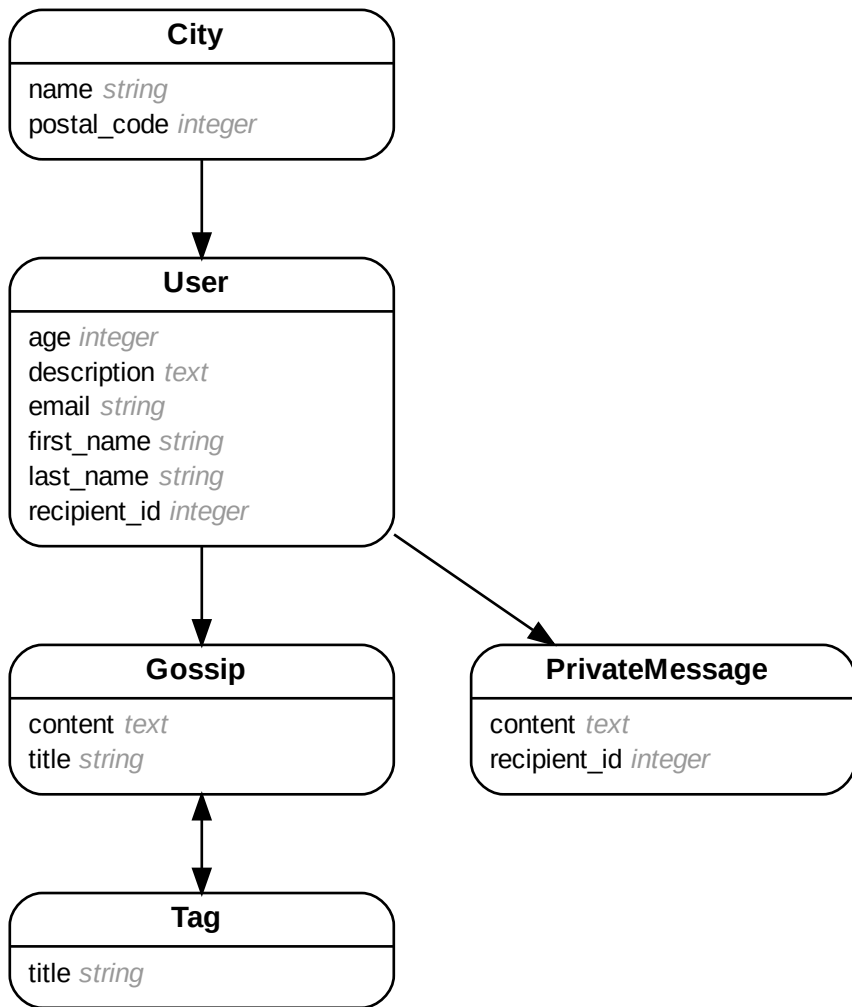 City
name string
postal_code integer
User
age integer
description text
email string
first_name string
last_name string
recipient_id integer
Gossip
content text
title string
PrivateMessage
content text
recipient_id integer
Tag
title string